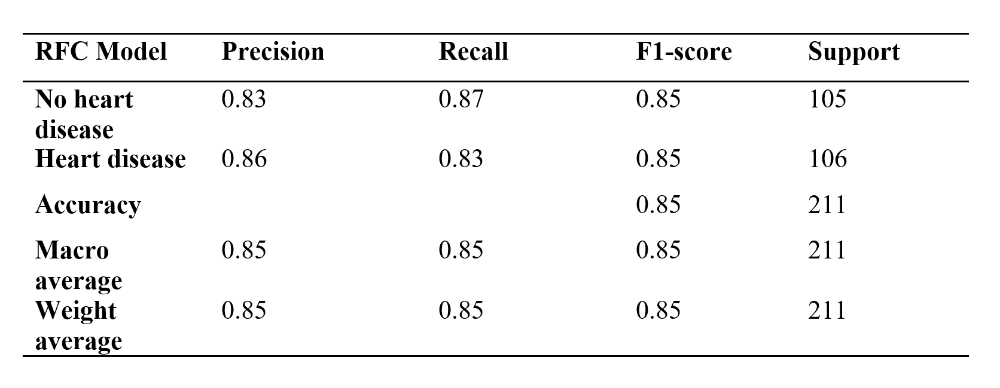 RFC Model Precision Recall F1-score Support
No heart disease 0.83 0.87 0.85 105
Heart disease 0.86 0.83 0.85 106
Accuracy 0.85 211
Macro average 0.85 0.85 0.85 211
Weight average 0.85 0.85 0.85 211